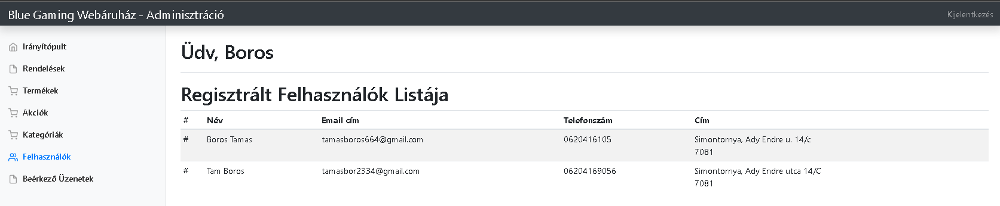 Blue Gaming Webáruház - Adminisztráció
Kijelentkezés
Irányítópult
Rendelések
Termékek
Akciók
Kategóriák
Felhasználók
Beérkező Üzenetek
Üdv, Boros
Regisztrált Felhasználók Listája
# Név Email cím Telefonszám Cím
# Boros Tamas tamasboros664@gmail.com 0620416105 Simontornya, Ady Endre u. 14/c
7081
# Tam Boros tamasbor2334@gmail.com 06204169056 Simontornya, Ady Endre utca 14/C
7081